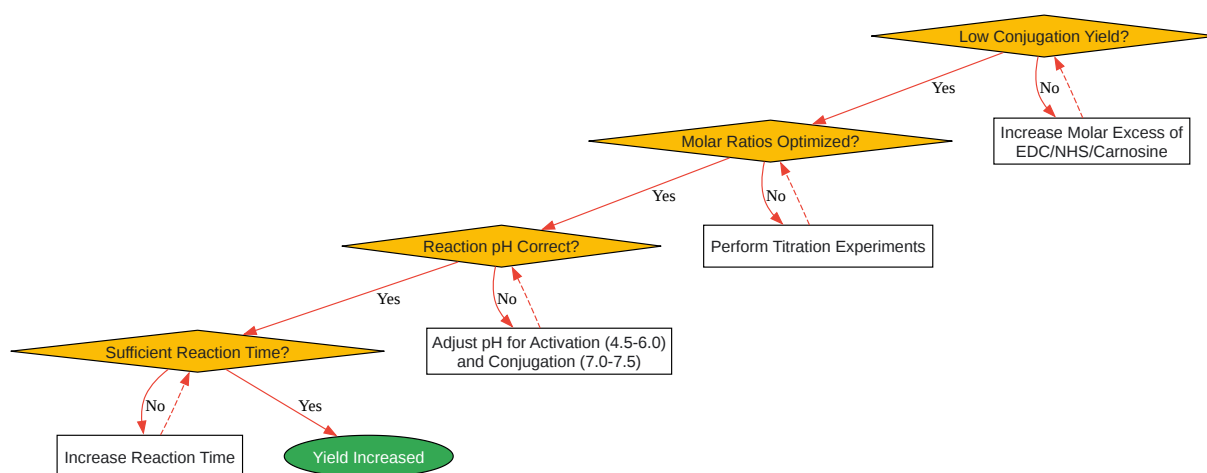 Low Conjugation Yield?
Yes
No
Increase Molar Excess of
EDC/NHS/Carnosine
Molar Ratios Optimized?
Yes
No
Perform Titration Experiments
Reaction pH Correct?
Yes
No
Adjust pH for Activation (4.5-6.0)
and Conjugation (7.0-7.5)
Sufficient Reaction Time?
No
Yes
Increase Reaction Time
Yield Increased